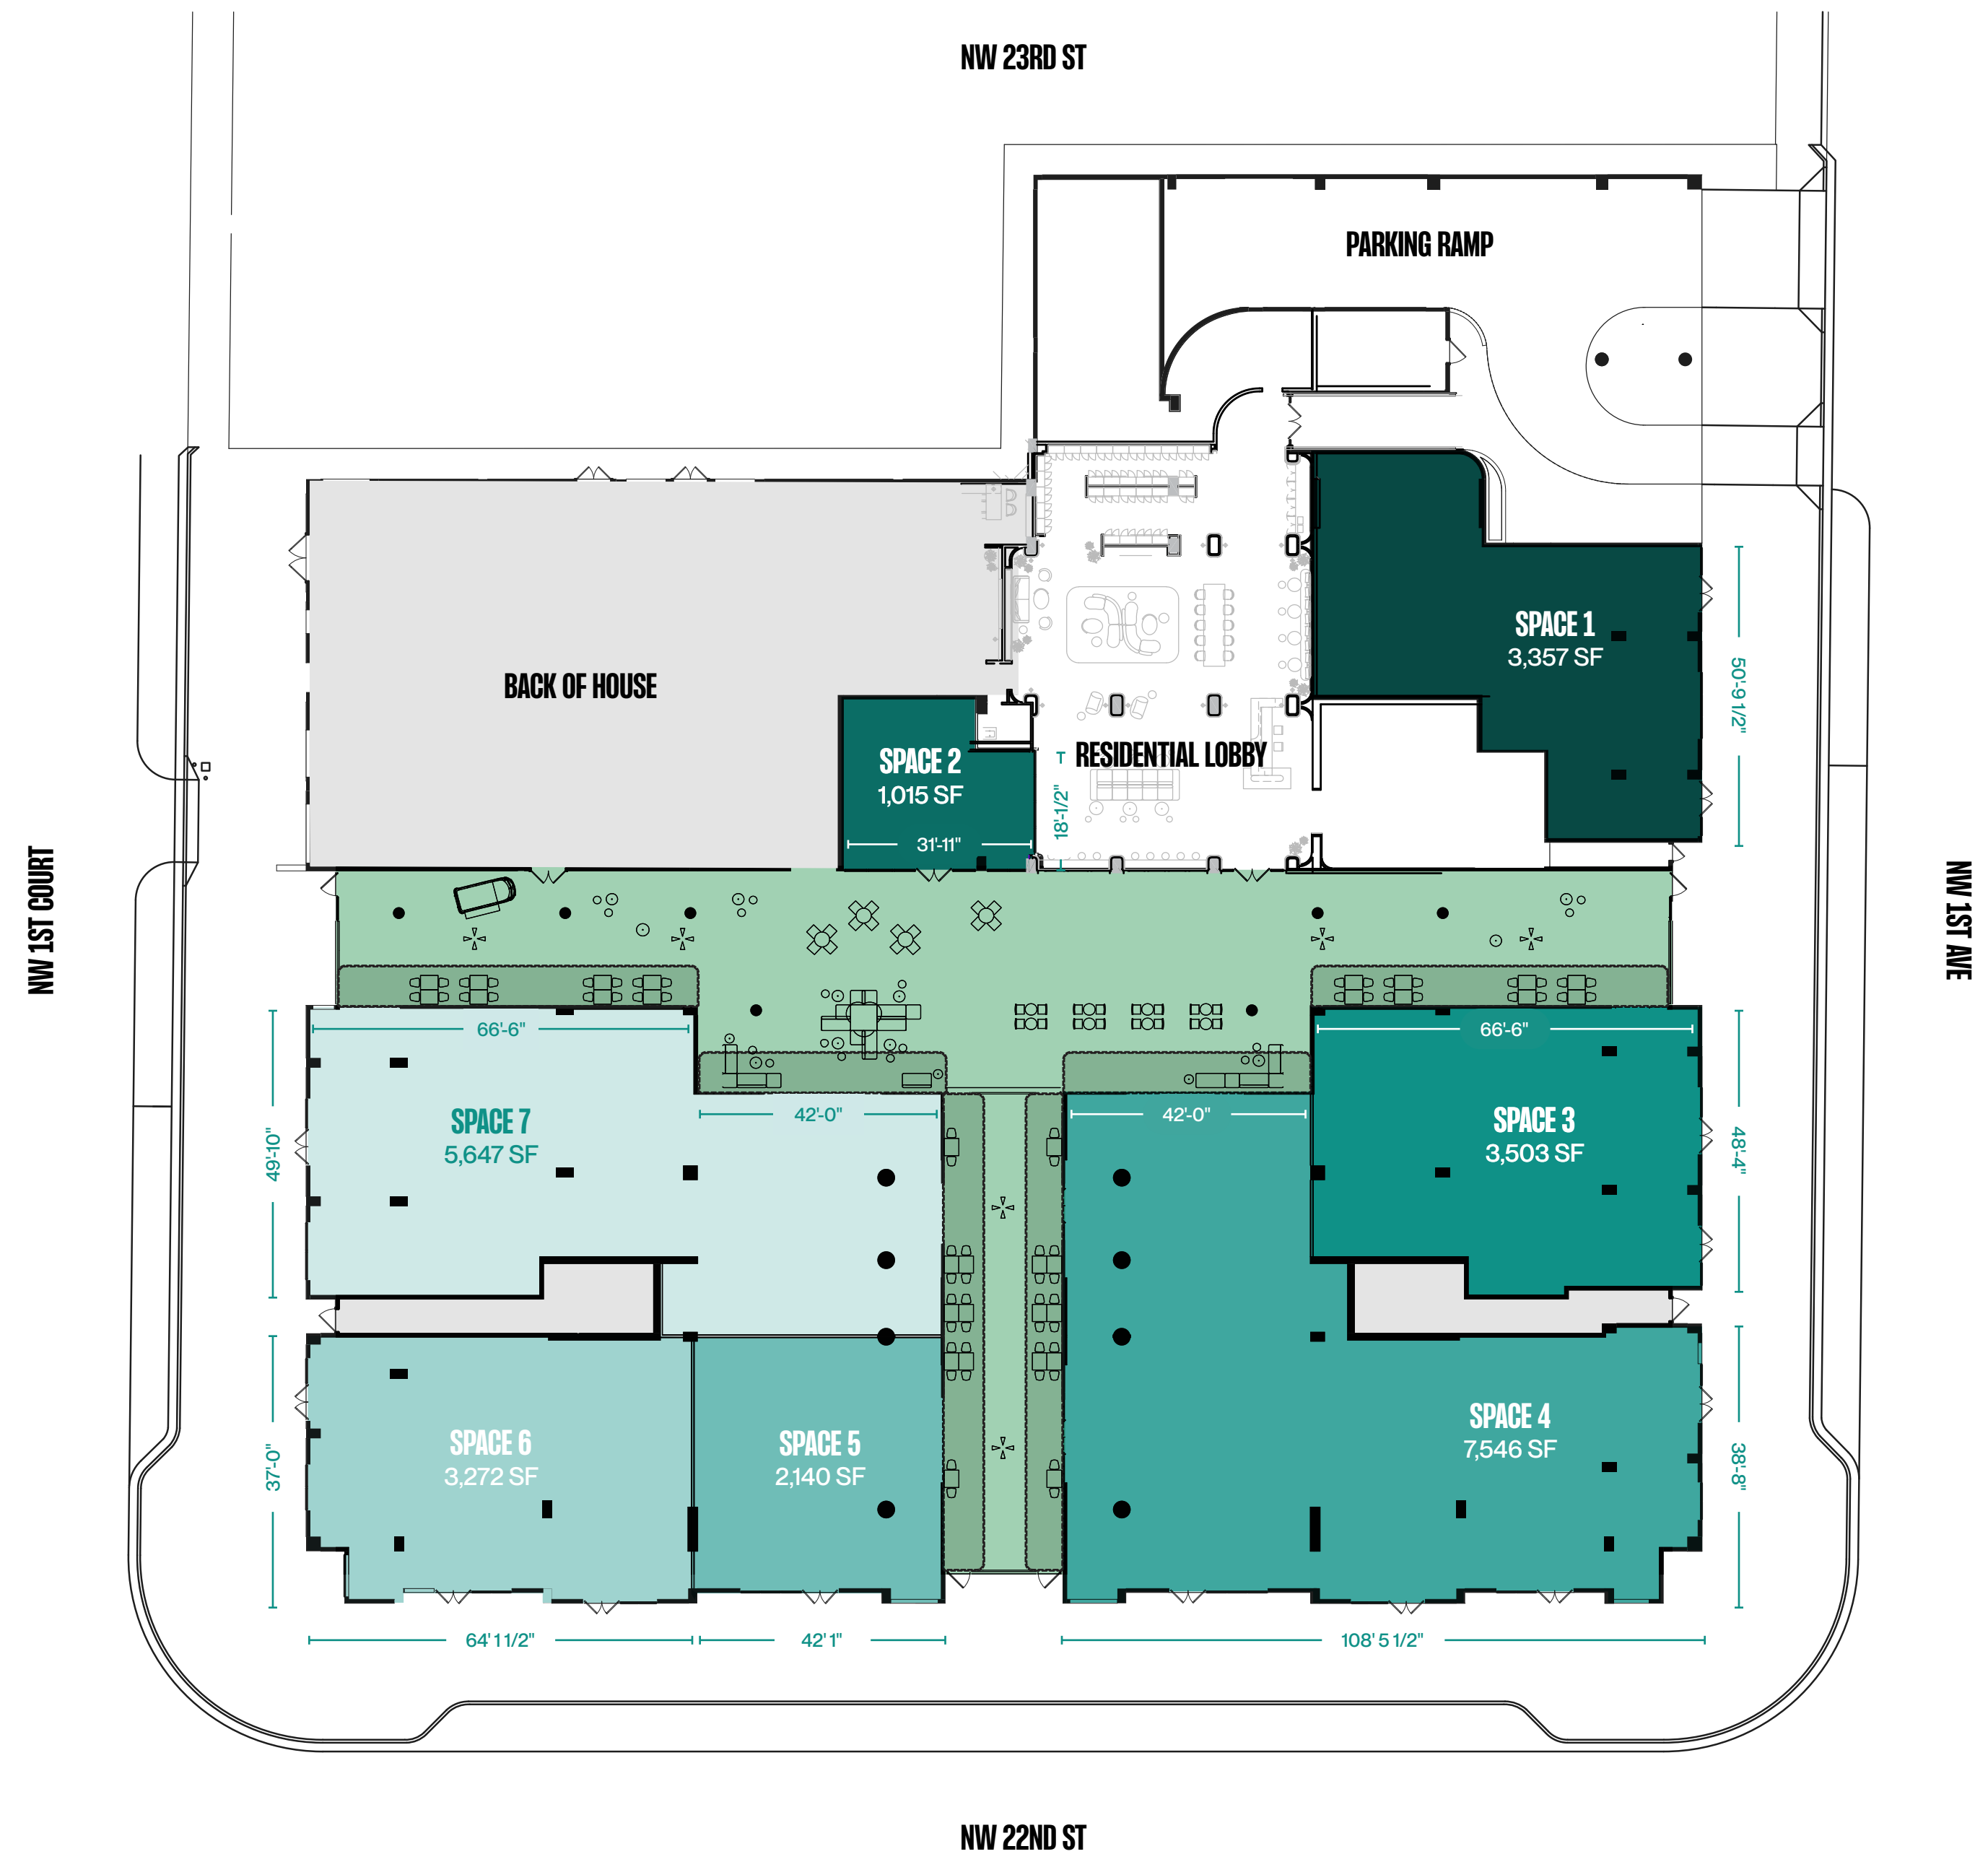 NW 23RD ST
PARKING RAMP
SPACE 1
3,357 SF
50'-9 1/2"
BACK OF HOUSE
SPACE 2
1,015 SF
31'-11"
RESIDENTIAL LOBBY
18'-1/2"
NW 1ST COURT
NW 1ST AVE
66'-6"
66'-6"
42'-0"
42'-0"
SPACE 7
5,647 SF
49'-10"
SPACE 3
3,503 SF
48'-4"
SPACE 6
3,272 SF
37'-0"
SPACE 5
2,140 SF
SPACE 4
7,546 SF
38'-8"
64' 1 1/2"
42' 1"
108' 5 1/2"
NW 22ND ST